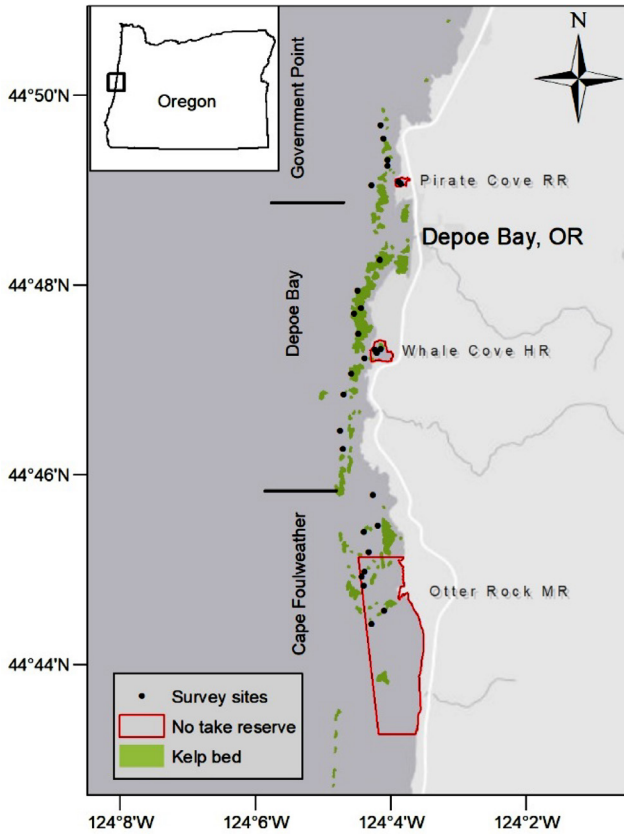 Oregon
N
Government Point
Depoe Bay
Cape Foulweather
Pirate Cove RR
Depoe Bay, OR
Whale Cove HR
Otter Rock MR
44°50'N
44°48'N
44°46'N
44°44'N
Survey sites
No take reserve
Kelp bed
124°8'W
124°6'W
124°4'W
124°2'W